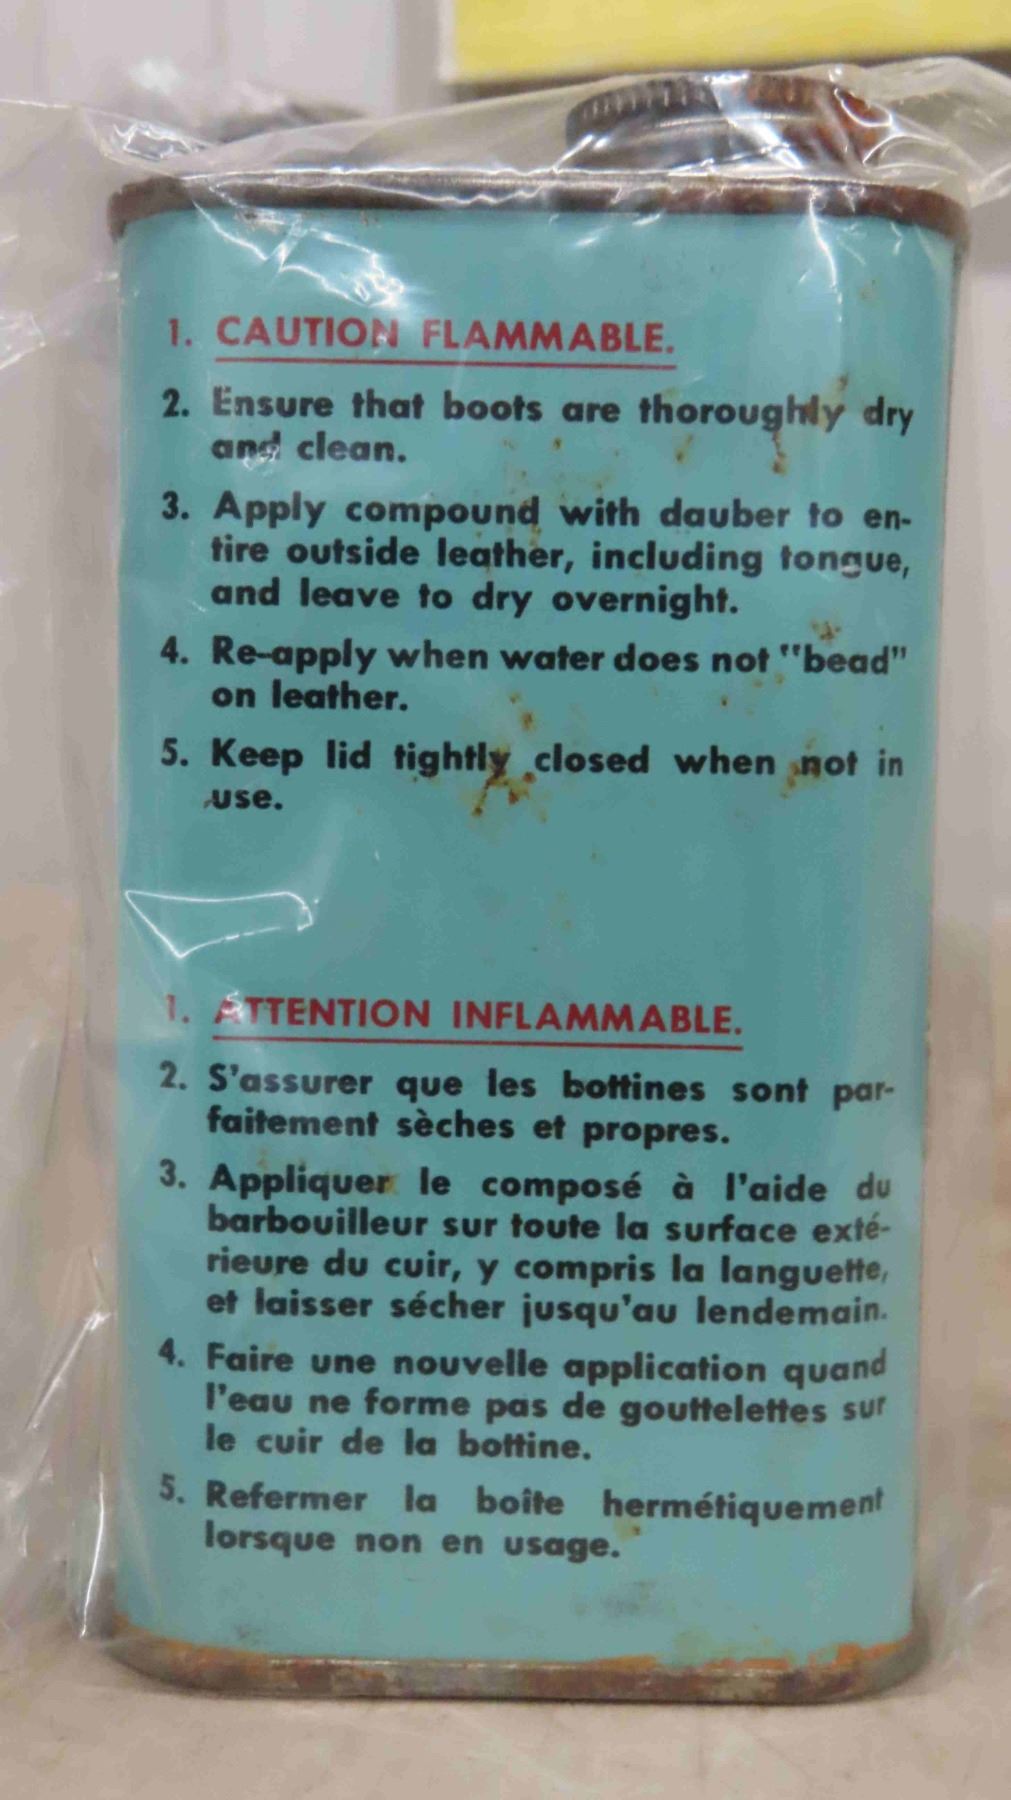 1. CAUTION FLAMMABLE.
2. Ensure that boots are thoroughly dry
and clean.
3. Apply compound with dauber to en-
tire outside leather, including tongue,
and leave to dry overnight.
4. Re-apply when water does not "bead"
on leather.
5. Keep lid tightly closed when not in
use.
1. ATTENTION INFLAMMABLE.
2. S'assurer que les bottines sont par-
faitement sèches et propres.
3. Appliquer le composé à l'aide du
barbouilleur sur toute la surface exté-
rieure du cuir, y compris la languette,
et laisser sécher jusqu'au lendemain.
4. Faire une nouvelle application quand
l'eau ne forme pas de gouttelettes sur
le cuir de la bottine.
5. Refermer la boîte hermétiquement
lorsque non en usage.